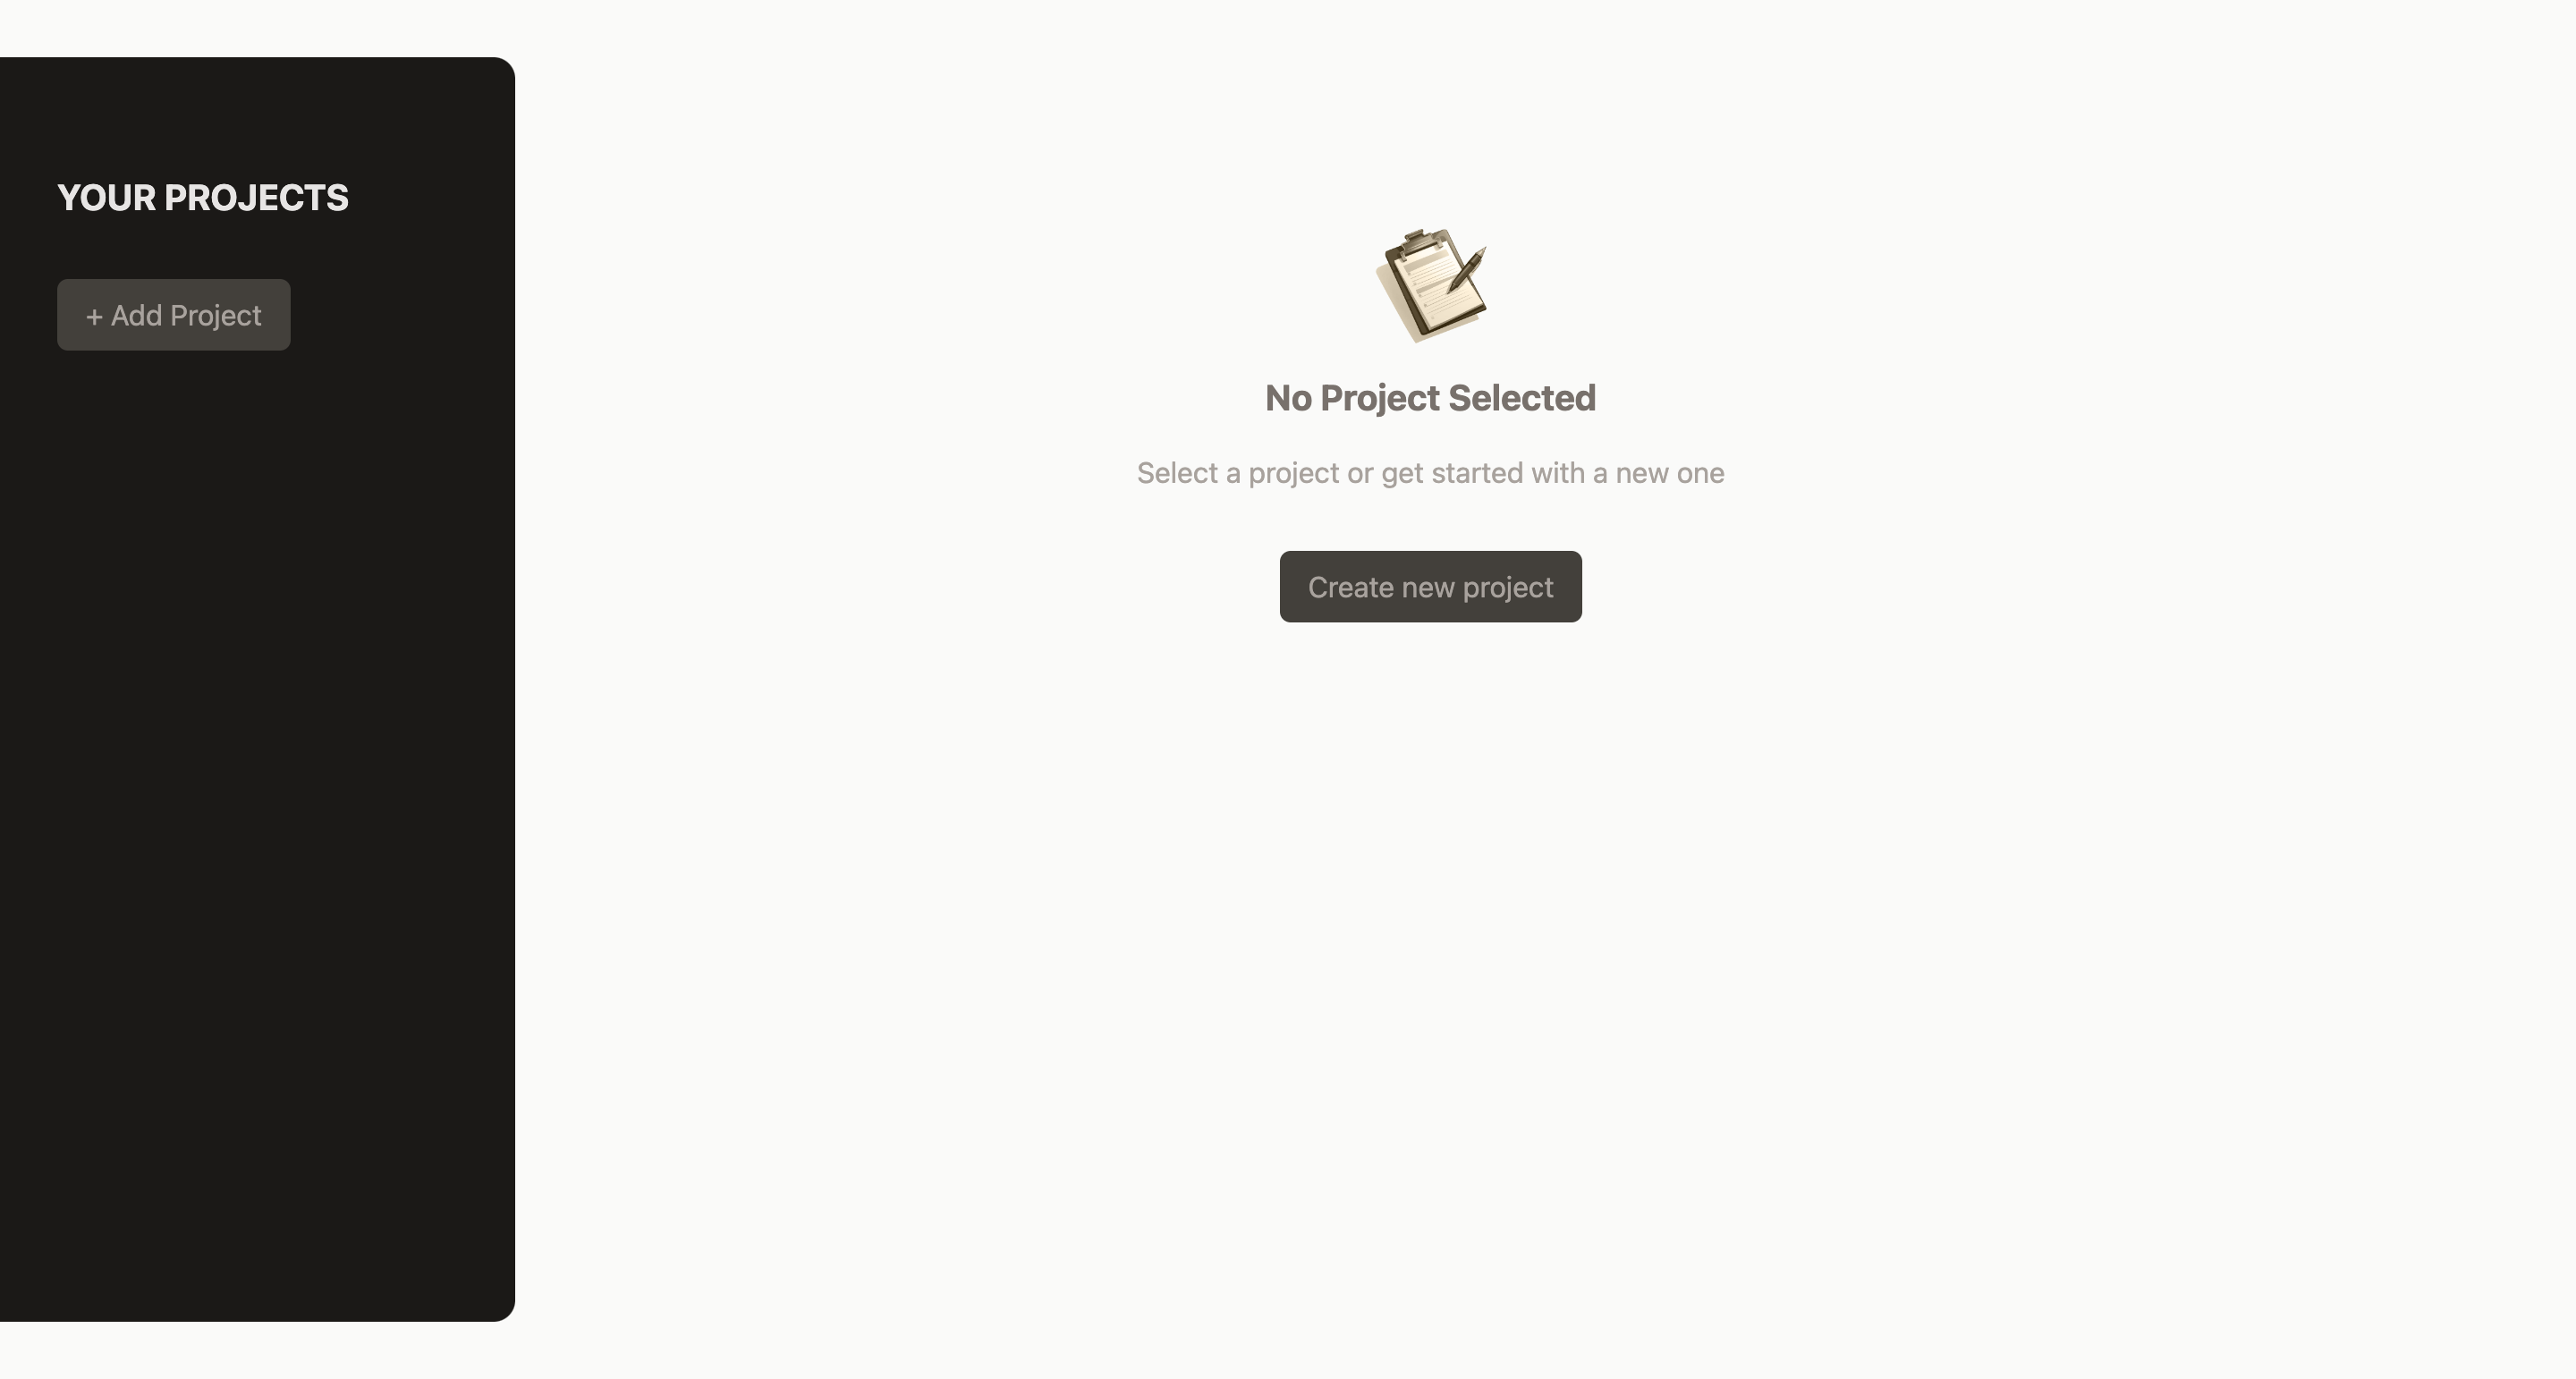 YOUR PROJECTS
+ Add Project
No Project Selected
Select a project or get started with a new one
Create new project